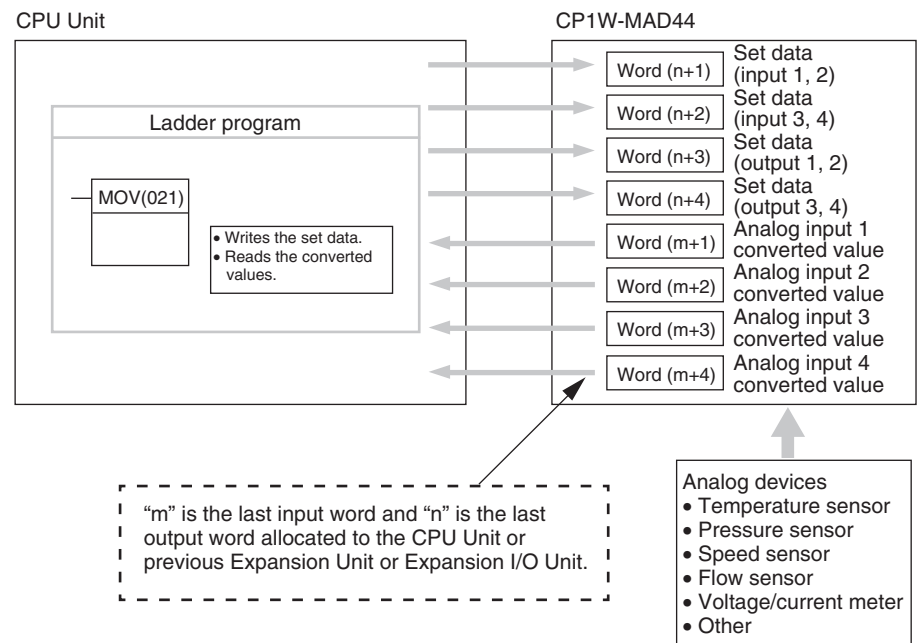 CPU Unit
CP1W-MAD44
Ladder program
MOV(021)
• Writes the set data.
• Reads the converted
values.
Word (n+1)
Set data
(input 1, 2)
Word (n+2)
Set data
(input 3, 4)
Word (n+3)
Set data
(output 1, 2)
Word (n+4)
Set data
(output 3, 4)
Word (m+1)
Analog input 1
converted value
Word (m+2)
Analog input 2
converted value
Word (m+3)
Analog input 3
converted value
Word (m+4)
Analog input 4
converted value
“m” is the last input word and “n” is the last
output word allocated to the CPU Unit or
previous Expansion Unit or Expansion I/O Unit.
Analog devices
• Temperature sensor
• Pressure sensor
• Speed sensor
• Flow sensor
• Voltage/current meter
• Other